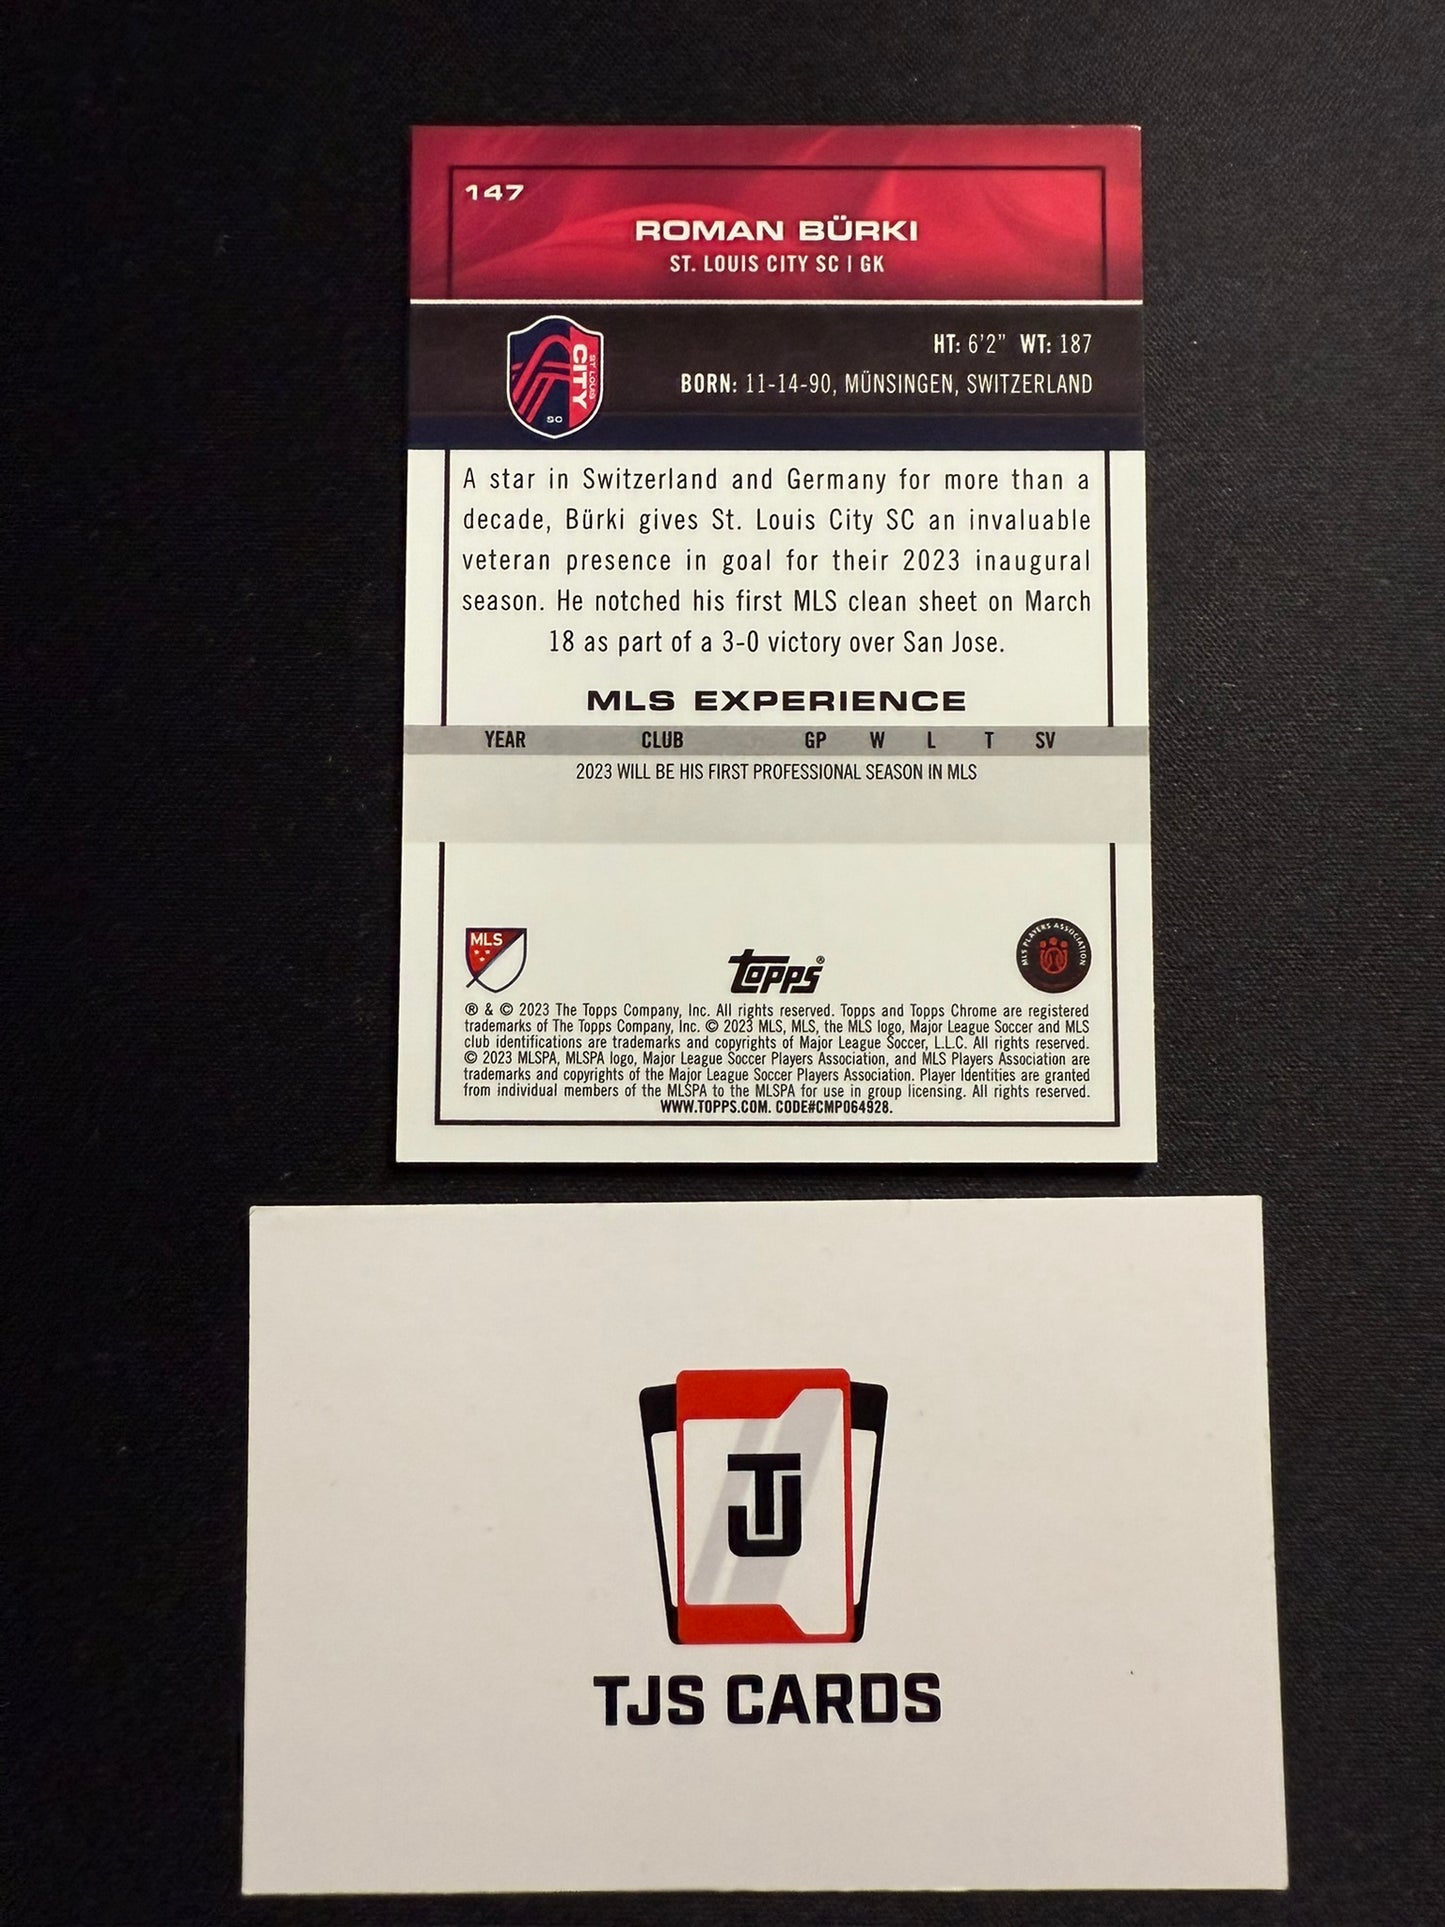 147
ROMAN BÜRKI
ST. LOUIS CITY SC | GK
ST LOUIS
CITY
SC
HT: 6'2" WT: 187
BORN: 11-14-90, MÜNSINGEN, SWITZERLAND
A star in Switzerland and Germany for more than a
decade, Bürki gives St. Louis City SC an invaluable
veteran presence in goal for their 2023 inaugural
season. He notched his first MLS clean sheet on March
18 as part of a 3-0 victory over San Jose.
MLS EXPERIENCE
YEAR CLUB GP W L T SV
2023 WILL BE HIS FIRST PROFESSIONAL SEASON IN MLS
MLS
topps®
MLS PLAYERS ASSOCIATION
® & © 2023 The Topps Company, Inc. All rights reserved. Topps and Topps Chrome are registered
trademarks of The Topps Company, Inc. © 2023 MLS, MLS, the MLS logo, Major League Soccer and MLS
club identifications are trademarks and copyrights of Major League Soccer, L.L.C. All rights reserved.
© 2023 MLSPA, MLSPA logo, Major League Soccer Players Association, and MLS Players Association are
trademarks and copyrights of the Major League Soccer Players Association. Player Identities are granted
from individual members of the MLSPA to the MLSPA for use in group licensing. All rights reserved.
WWW.TOPPS.COM. CODE#CMP064928.
TJ
TJS CARDS